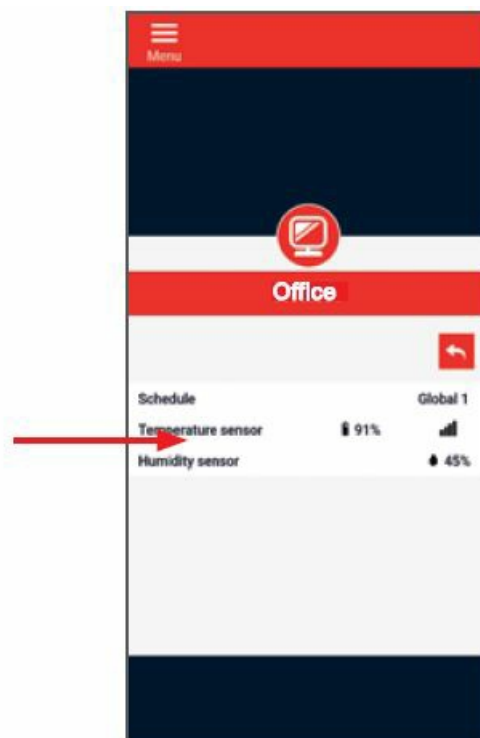 Menu
Office
Schedule Global 1
Temperature sensor 91%
Humidity sensor 45%